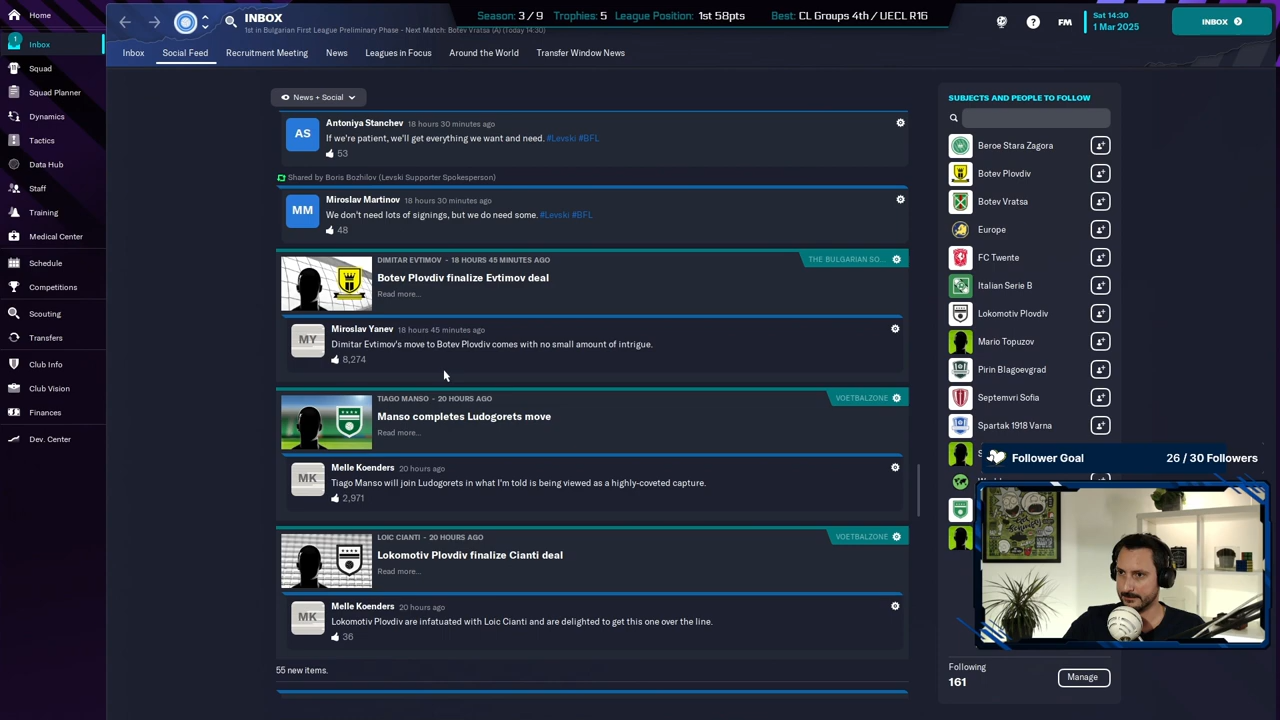 Season: 3 / 9 Trophies: 5 League Position: 1st 58pts Best: CL Groups 4th / UECL R16
INBOX
1st in Bulgarian First League Preliminary Phase - Next Match: Botev Vratsa (A) (Today 14:30)
FM
Sat 14:30
1 Mar 2025
INBOX
Home
1
Inbox
Squad
Squad Planner
Dynamics
Tactics
Data Hub
Staff
Training
Medical Center
Schedule
Competitions
Scouting
Transfers
Club Info
Club Vision
Finances
Dev. Center
Inbox Social Feed Recruitment Meeting News Leagues in Focus Around the World Transfer Window News
News + Social
AS
Antoniya Stanchev 18 hours 30 minutes ago
If we're patient, we'll get everything we want and need. #Levski #BFL
53
Shared by Boris Bozhilov (Levski Supporter Spokesperson)
MM
Miroslav Martinov 18 hours 30 minutes ago
We don't need lots of signings, but we do need some. #Levski #BFL
48
DIMITAR EVTIMOV - 18 HOURS 45 MINUTES AGO
THE BULGARIAN SO...
Botev Plovdiv finalize Evtimov deal
Read more...
MY
Miroslav Yanev 18 hours 45 minutes ago
Dimitar Evtimov's move to Botev Plovdiv comes with no small amount of intrigue.
8,274
TIAGO MANSO - 20 HOURS AGO
VOETBALZONE
Manso completes Ludogorets move
Read more...
MK
Melle Koenders 20 hours ago
Tiago Manso will join Ludogorets in what I'm told is being viewed as a highly-coveted capture.
2,971
LOIC CIANTI - 20 HOURS AGO
VOETBALZONE
Lokomotiv Plovdiv finalize Cianti deal
Read more...
MK
Melle Koenders 20 hours ago
Lokomotiv Plovdiv are infatuated with Loic Cianti and are delighted to get this one over the line.
36
55 new items.
SUBJECTS AND PEOPLE TO FOLLOW
Beroe Stara Zagora
Botev Plovdiv
Botev Vratsa
Europe
FC Twente
Italian Serie B
Lokomotiv Plovdiv
Mario Topuzov
Pirin Blagoevgrad
Septemvri Sofia
Spartak 1918 Varna
Follower Goal 26 / 30 Followers
Following
161
Manage